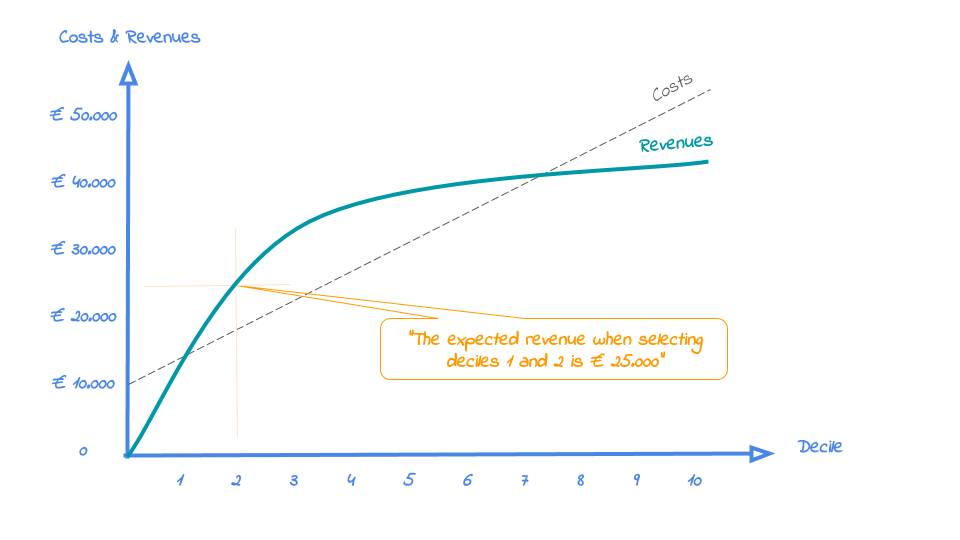 Costs & Revenues
Costs
€ 50.000
Revenues
€ 40.000
€ 30.000
€ 20.000
"The expected revenue when selecting
deciles 1 and 2 is € 25.000"
€ 10.000
0
Decile
1 2 3 4 5 6 7 8 9 10